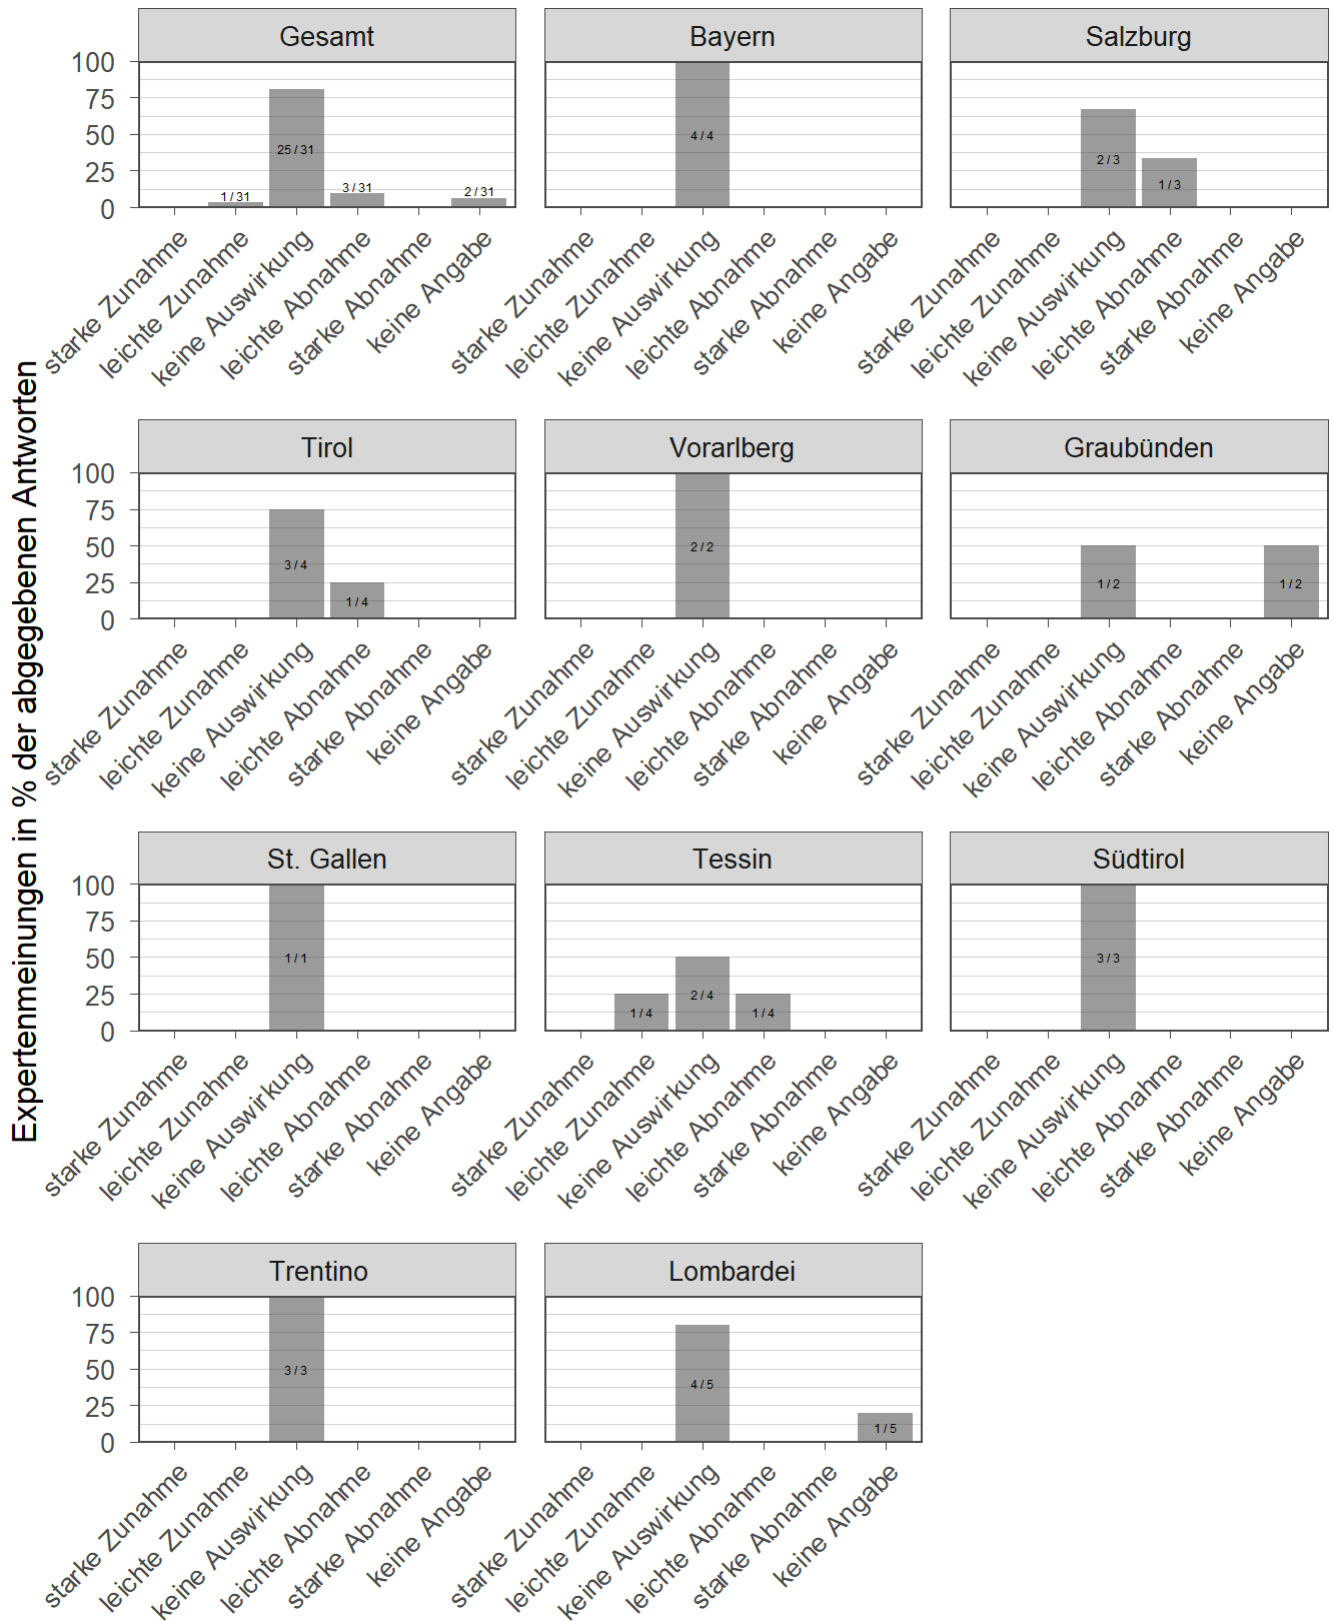 Expertenmeinungen in % der abgegebenen Antworten
Gesamt
100
75
50
25
0
1 / 31
25 / 31
3 / 31
2 / 31
starke Zunahme
leichte Zunahme
keine Auswirkung
leichte Abnahme
starke Abnahme
keine Angabe
Bayern
4 / 4
starke Zunahme
leichte Zunahme
keine Auswirkung
leichte Abnahme
starke Abnahme
keine Angabe
Salzburg
2 / 3
1 / 3
starke Zunahme
leichte Zunahme
keine Auswirkung
leichte Abnahme
starke Abnahme
keine Angabe
Tirol
100
75
50
25
0
3 / 4
1 / 4
starke Zunahme
leichte Zunahme
keine Auswirkung
leichte Abnahme
starke Abnahme
keine Angabe
Vorarlberg
2 / 2
starke Zunahme
leichte Zunahme
keine Auswirkung
leichte Abnahme
starke Abnahme
keine Angabe
Graubünden
1 / 2
1 / 2
starke Zunahme
leichte Zunahme
keine Auswirkung
leichte Abnahme
starke Abnahme
keine Angabe
St. Gallen
100
75
50
25
0
1 / 1
starke Zunahme
leichte Zunahme
keine Auswirkung
leichte Abnahme
starke Abnahme
keine Angabe
Tessin
1 / 4
2 / 4
1 / 4
starke Zunahme
leichte Zunahme
keine Auswirkung
leichte Abnahme
starke Abnahme
keine Angabe
Südtirol
3 / 3
starke Zunahme
leichte Zunahme
keine Auswirkung
leichte Abnahme
starke Abnahme
keine Angabe
Trentino
100
75
50
25
0
3 / 3
starke Zunahme
leichte Zunahme
keine Auswirkung
leichte Abnahme
starke Abnahme
keine Angabe
Lombardei
4 / 5
1 / 5
starke Zunahme
leichte Zunahme
keine Auswirkung
leichte Abnahme
starke Abnahme
keine Angabe